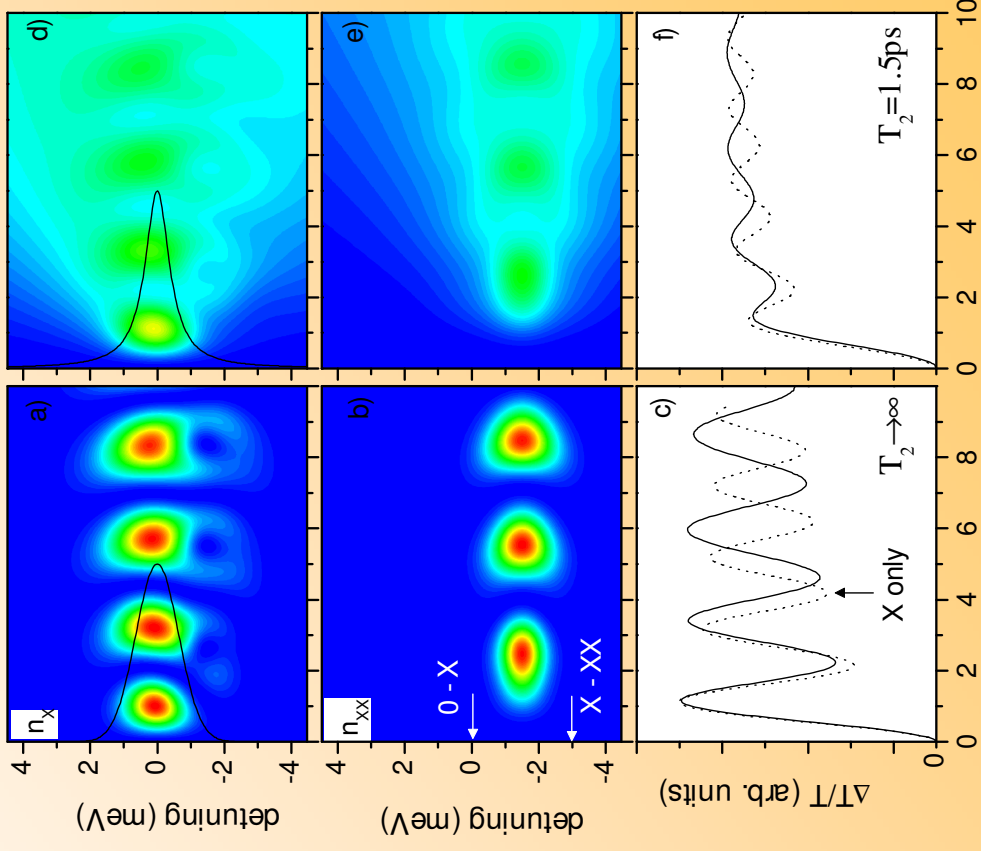 a)
n_X
4
2
0
-2
-4
detuning (meV)
d)
b)
n_XX
0 - X
X - XX
4
2
0
-2
-4
detuning (meV)
e)
c)
T_2→∞
X only
ΔT/T (arb. units)
0
0 2 4 6 8
f)
T_2=1.5ps
0 2 4 6 8 10